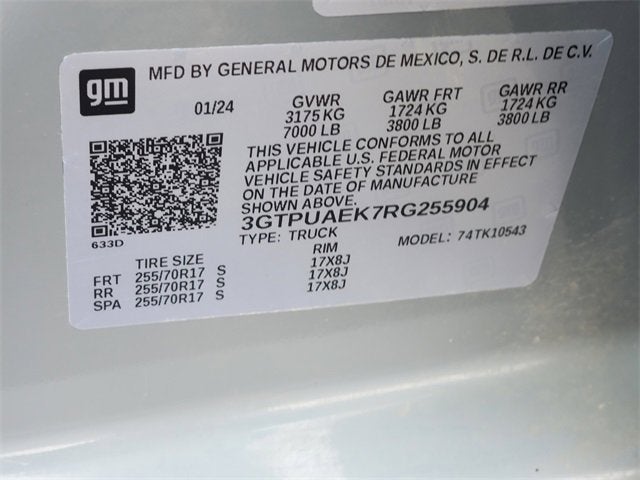 gm
MFD BY GENERAL MOTORS DE MEXICO, S. DE R.L. DE C.V.
01/24 GVWR GAWR FRT GAWR RR
3175 KG 1724 KG 1724 KG
7000 LB 3800 LB 3800 LB
THIS VEHICLE CONFORMS TO ALL
APPLICABLE U.S. FEDERAL MOTOR
VEHICLE SAFETY STANDARDS IN EFFECT
ON THE DATE OF MANUFACTURE
SHOWN ABOVE.
3GTPUAEK7RG255904
633D
TYPE: TRUCK MODEL: 74TK10543
TIRE SIZE RIM
FRT 255/70R17 S 17X8J
RR 255/70R17 S 17X8J
SPA 255/70R17 S 17X8J